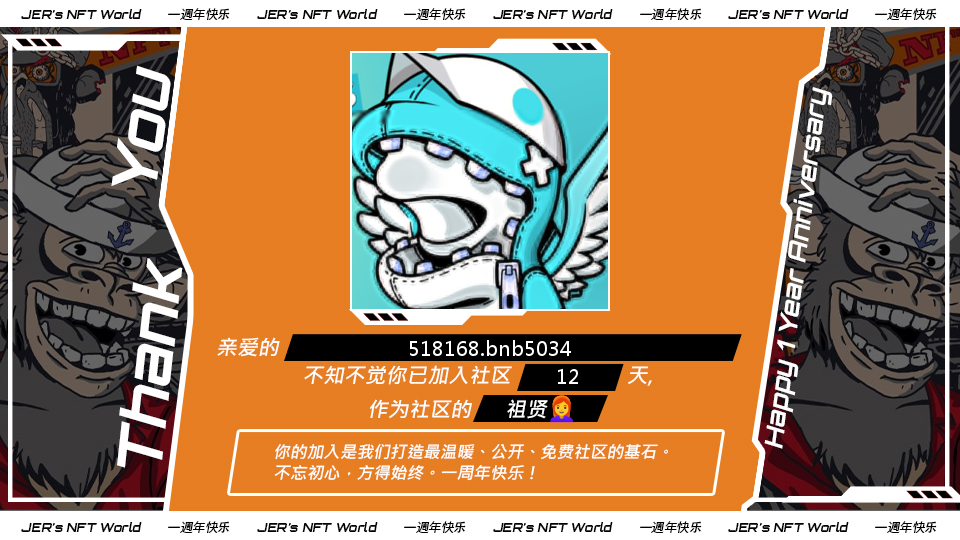 JER's NFT World 一週年快乐 JER's NFT World 一週年快乐 JER's NFT World 一週年快乐 JER's NFT World 一週年快乐
Thank You
亲爱的 518168.bnb5034
不知不觉你已加入社区 12 天,
作为社区的 祖贤
你的加入是我们打造最温暖、公开、免费社区的基石。
不忘初心,方得始终。一周年快乐!
Happy 1 Year Anniversary
JER's NFT World 一週年快乐 JER's NFT World 一週年快乐 JER's NFT World 一週年快乐 JER's NFT World 一週年快乐